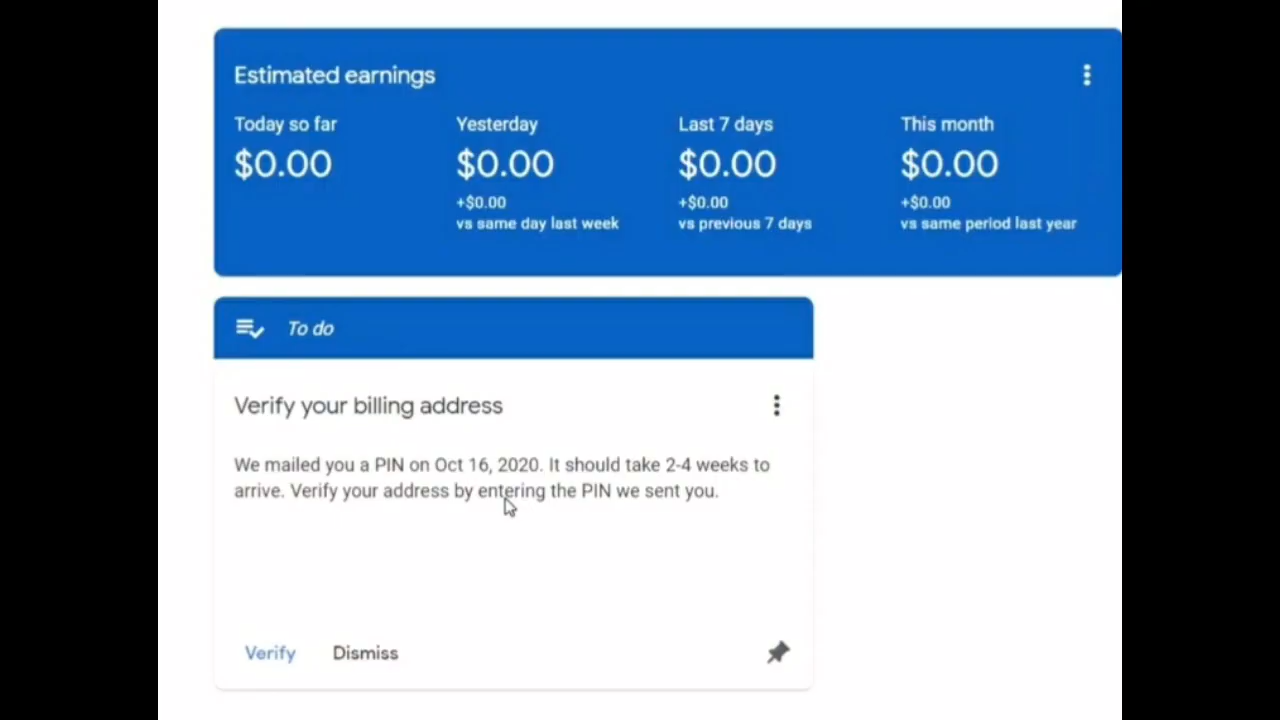 Estimated earnings
Today so far
Yesterday
Last 7 days
This month
$0.00
$0.00
$0.00
$0.00
+$0.00
+$0.00
+$0.00
vs same day last week
vs previous 7 days
vs same period last year
To do
Verify your billing address
We mailed you a PIN on Oct 16, 2020. It should take 2-4 weeks to
arrive. Verify your address by entering the PIN we sent you.
Verify
Dismiss